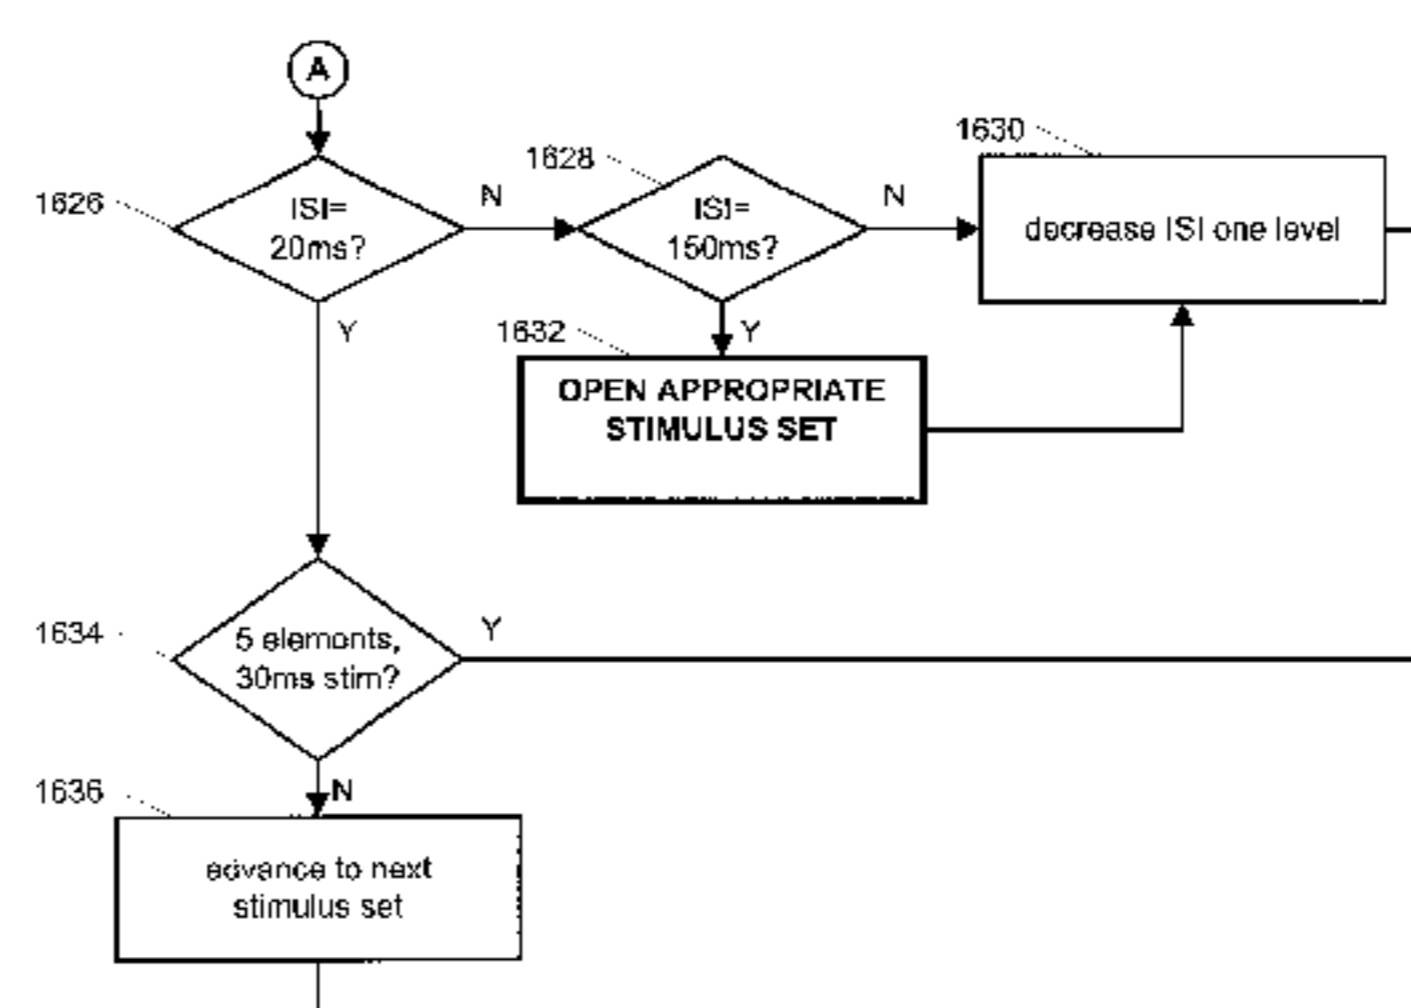 A
1626
ISI=
20ms?
N
1628
ISI=
150ms?
N
1630
decrease ISI one level
Y
1632
Y
OPEN APPROPRIATE
STIMULUS SET
1634
5 elements,
30ms stim?
Y
1636
N
advance to next
stimulus set